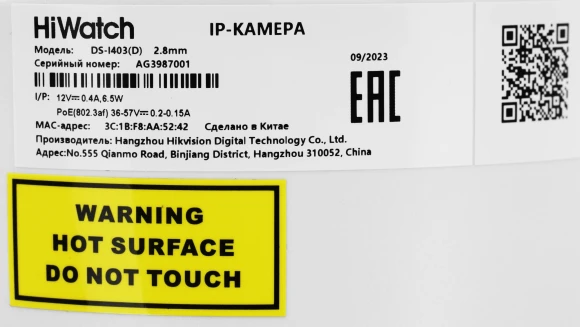 HiWatch IP-КАМЕРА
Модель: DS-I403(D) 2.8mm
Серийный номер: AG3987001
09/2023
I/P: 12V⎓0.4A,6.5W
PoE(802.3af) 36-57V⎓0.2-0.15A
EAC
MAC-адрес: 3C:1B:F8:AA:52:42 Сделано в Китае
Производитель: Hangzhou Hikvision Digital Technology Co., Ltd.
Адрес:No.555 Qianmo Road, Binjiang District, Hangzhou 310052, China
WARNING
HOT SURFACE
DO NOT TOUCH